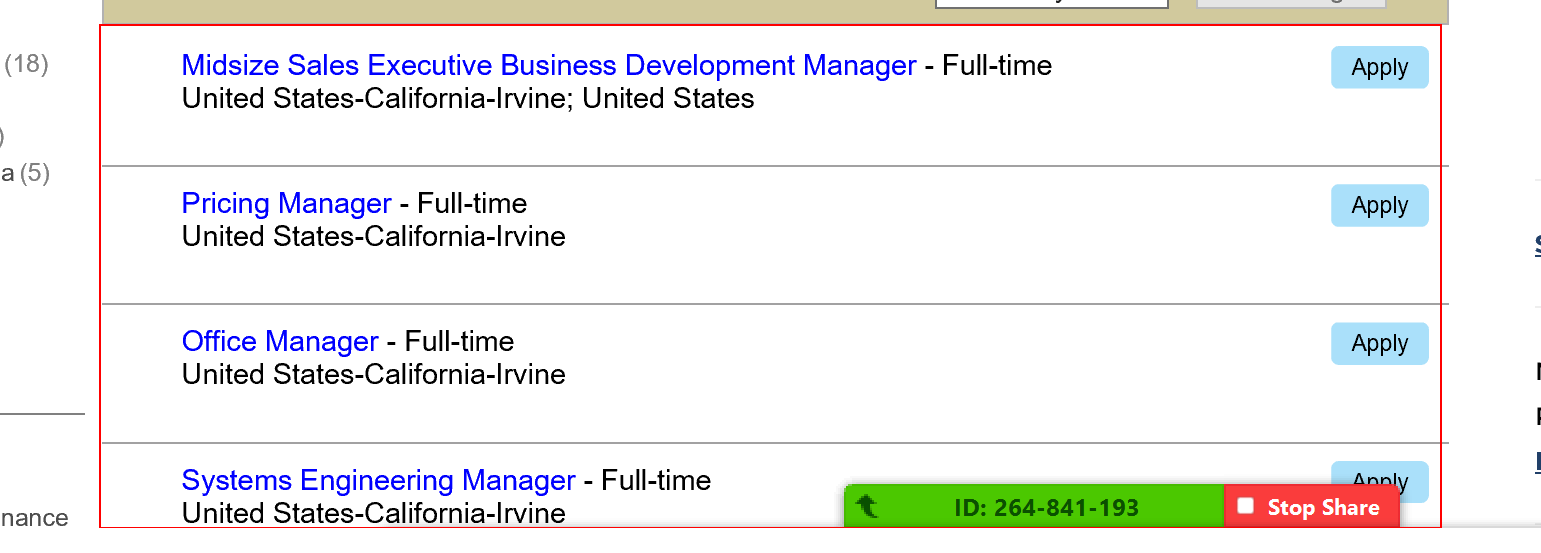 (18)
)
a (5)
nance
Midsize Sales Executive Business Development Manager - Full-time
United States-California-Irvine; United States
Apply
Pricing Manager - Full-time
United States-California-Irvine
Apply
Office Manager - Full-time
United States-California-Irvine
Apply
Systems Engineering Manager - Full-time
United States-California-Irvine
Apply
ID: 264-841-193
Stop Share